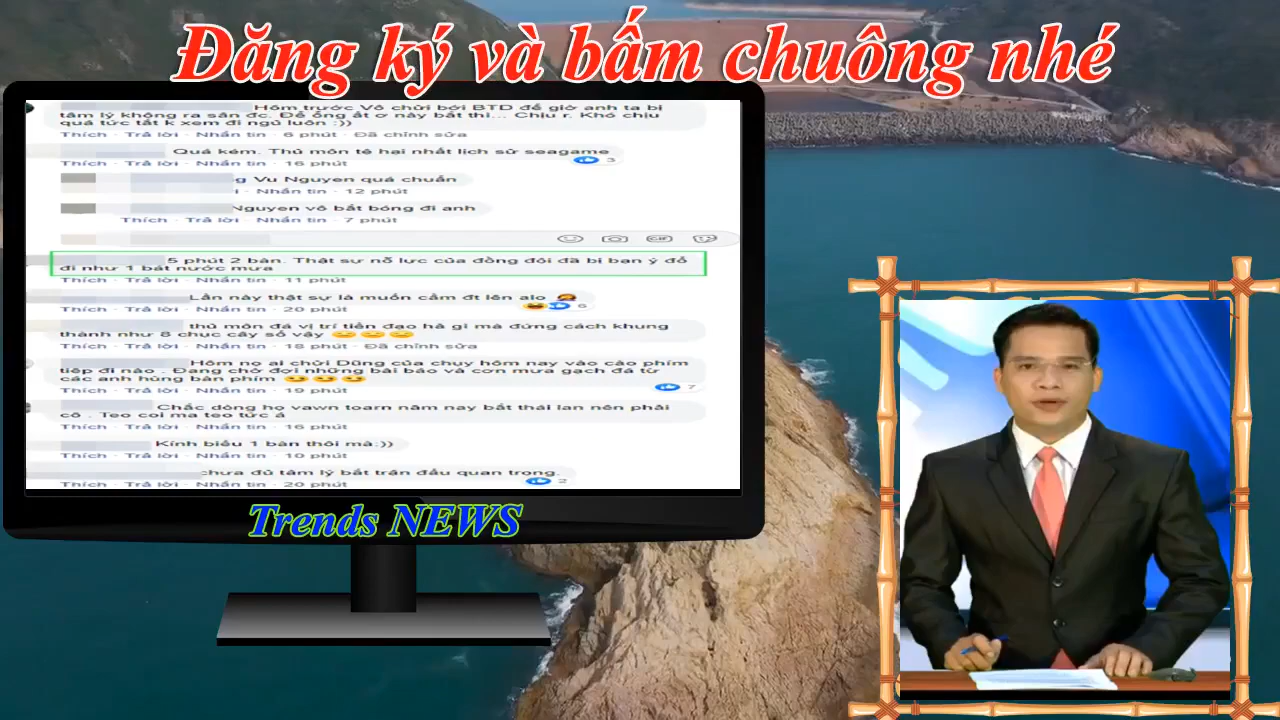 Đăng ký và bấm chuông nhé
Hôm trước Vô chửi bới BTD để giờ anh ta bị
tâm lý không ra sân đc. Để ông ất ơ này bắt thì... Chịu r. Khó chịu
quá tức tắt k xem đi ngủ luôn :))
Thích · Trả lời · Nhắn tin · 6 phút · Đã chỉnh sửa
Quá kém. Thủ môn tệ hại nhất lịch sử seagame
Thích · Trả lời · Nhắn tin · 16 phút
3
Vu Nguyen quá chuẩn
Nhắn tin · 12 phút
Nguyen vô bắt bóng đi anh
Thích · Trả lời · Nhắn tin · 7 phút
GIF
5 phút 2 bàn. Thật sự nỗ lực của đồng đội đã bị bạn ý đổ
đi như 1 bát nước mưa
Thích · Trả lời · Nhắn tin · 11 phút
Lần này thật sự là muốn cầm đt lên alo
6
Thích · Trả lời · Nhắn tin · 20 phút
thủ môn đá vị trí tiền đạo hả gì mà đứng cách khung
thành như 8 chục cây số vậy
Thích · Trả lời · Nhắn tin · 18 phút · Đã chỉnh sửa
Hôm nọ ai chửi Dũng của chụy hôm nay vào cào phím
tiếp đi nào . Đang chờ đợi những bài báo và cơn mưa gạch đá từ
các anh hùng bàn phím
7
Thích · Trả lời · Nhắn tin · 19 phút
Chắc dòng họ vawn toarn năm nay bắt thái lan nên phải
cô . Teo coi ma teo tức á
Thích · Trả lời · Nhắn tin · 16 phút
Kính biếu 1 bàn thôi mà:))
Thích · Trả lời · Nhắn tin · 10 phút
chưa đủ tâm lý bắt trận đấu quan trọng.
Thích · Trả lời · Nhắn tin · 20 phút
2
Trends NEWS